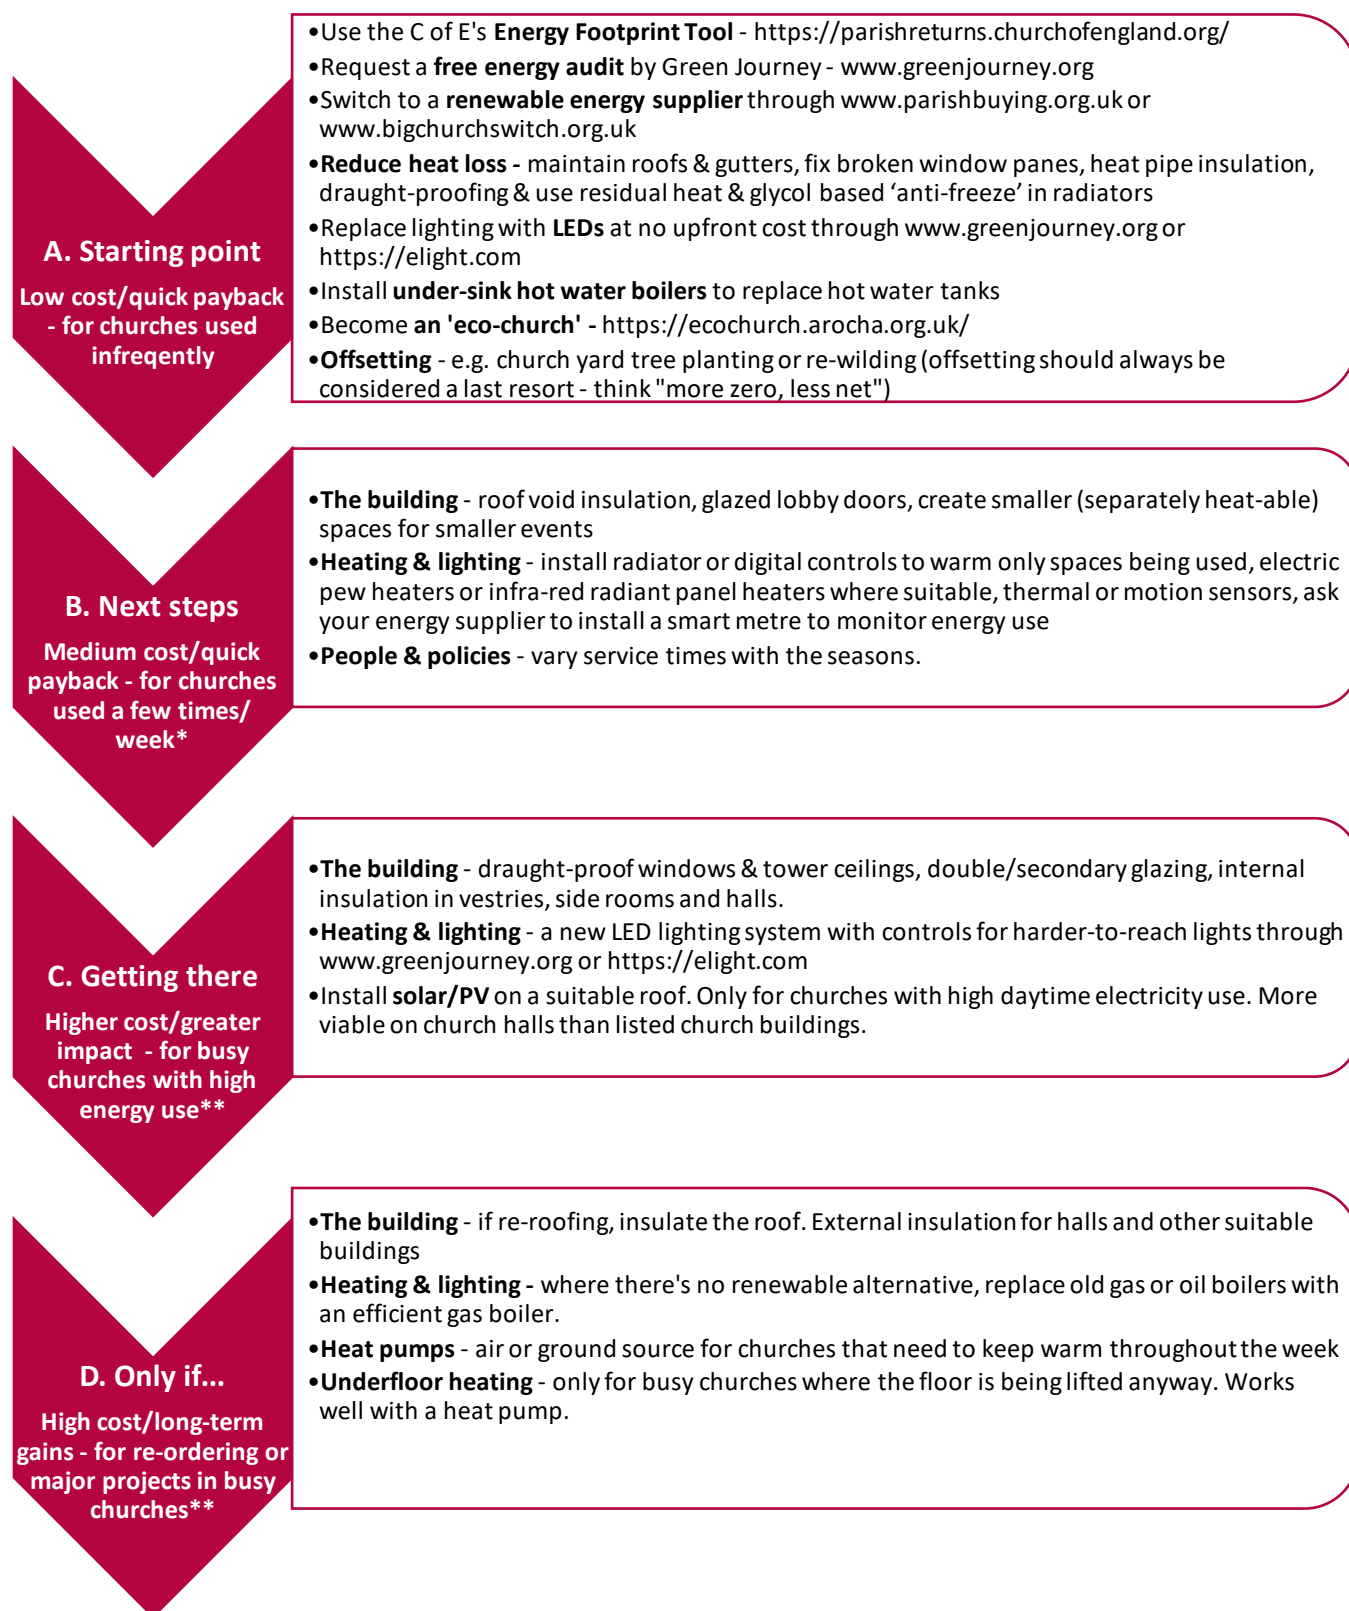 A. Starting point
Low cost/quick payback
- for churches used
infreqently
•Use the C of E's Energy Footprint Tool - https://parishreturns.churchofengland.org/
•Request a free energy audit by Green Journey - www.greenjourney.org
•Switch to a renewable energy supplier through www.parishbuying.org.uk or
www.bigchurchswitch.org.uk
•Reduce heat loss - maintain roofs & gutters, fix broken window panes, heat pipe insulation,
draught-proofing & use residual heat & glycol based ‘anti-freeze’ in radiators
•Replace lighting with LEDs at no upfront cost through www.greenjourney.org or
https://elight.com
•Install under-sink hot water boilers to replace hot water tanks
•Become an 'eco-church' - https://ecochurch.arocha.org.uk/
•Offsetting - e.g. church yard tree planting or re-wilding (offsetting should always be
considered a last resort - think "more zero, less net")
B. Next steps
Medium cost/quick
payback - for churches
used a few times/
week*
•The building - roof void insulation, glazed lobby doors, create smaller (separately heat-able)
spaces for smaller events
•Heating & lighting - install radiator or digital controls to warm only spaces being used, electric
pew heaters or infra-red radiant panel heaters where suitable, thermal or motion sensors, ask
your energy supplier to install a smart metre to monitor energy use
•People & policies - vary service times with the seasons.
C. Getting there
Higher cost/greater
impact - for busy
churches with high
energy use**
•The building - draught-proof windows & tower ceilings, double/secondary glazing, internal
insulation in vestries, side rooms and halls.
•Heating & lighting - a new LED lighting system with controls for harder-to-reach lights through
www.greenjourney.org or https://elight.com
•Install solar/PV on a suitable roof. Only for churches with high daytime electricity use. More
viable on church halls than listed church buildings.
D. Only if...
High cost/long-term
gains - for re-ordering or
major projects in busy
churches**
•The building - if re-roofing, insulate the roof. External insulation for halls and other suitable
buildings
•Heating & lighting - where there's no renewable alternative, replace old gas or oil boilers with
an efficient gas boiler.
•Heat pumps - air or ground source for churches that need to keep warm throughout the week
•Underfloor heating - only for busy churches where the floor is being lifted anyway. Works
well with a heat pump.